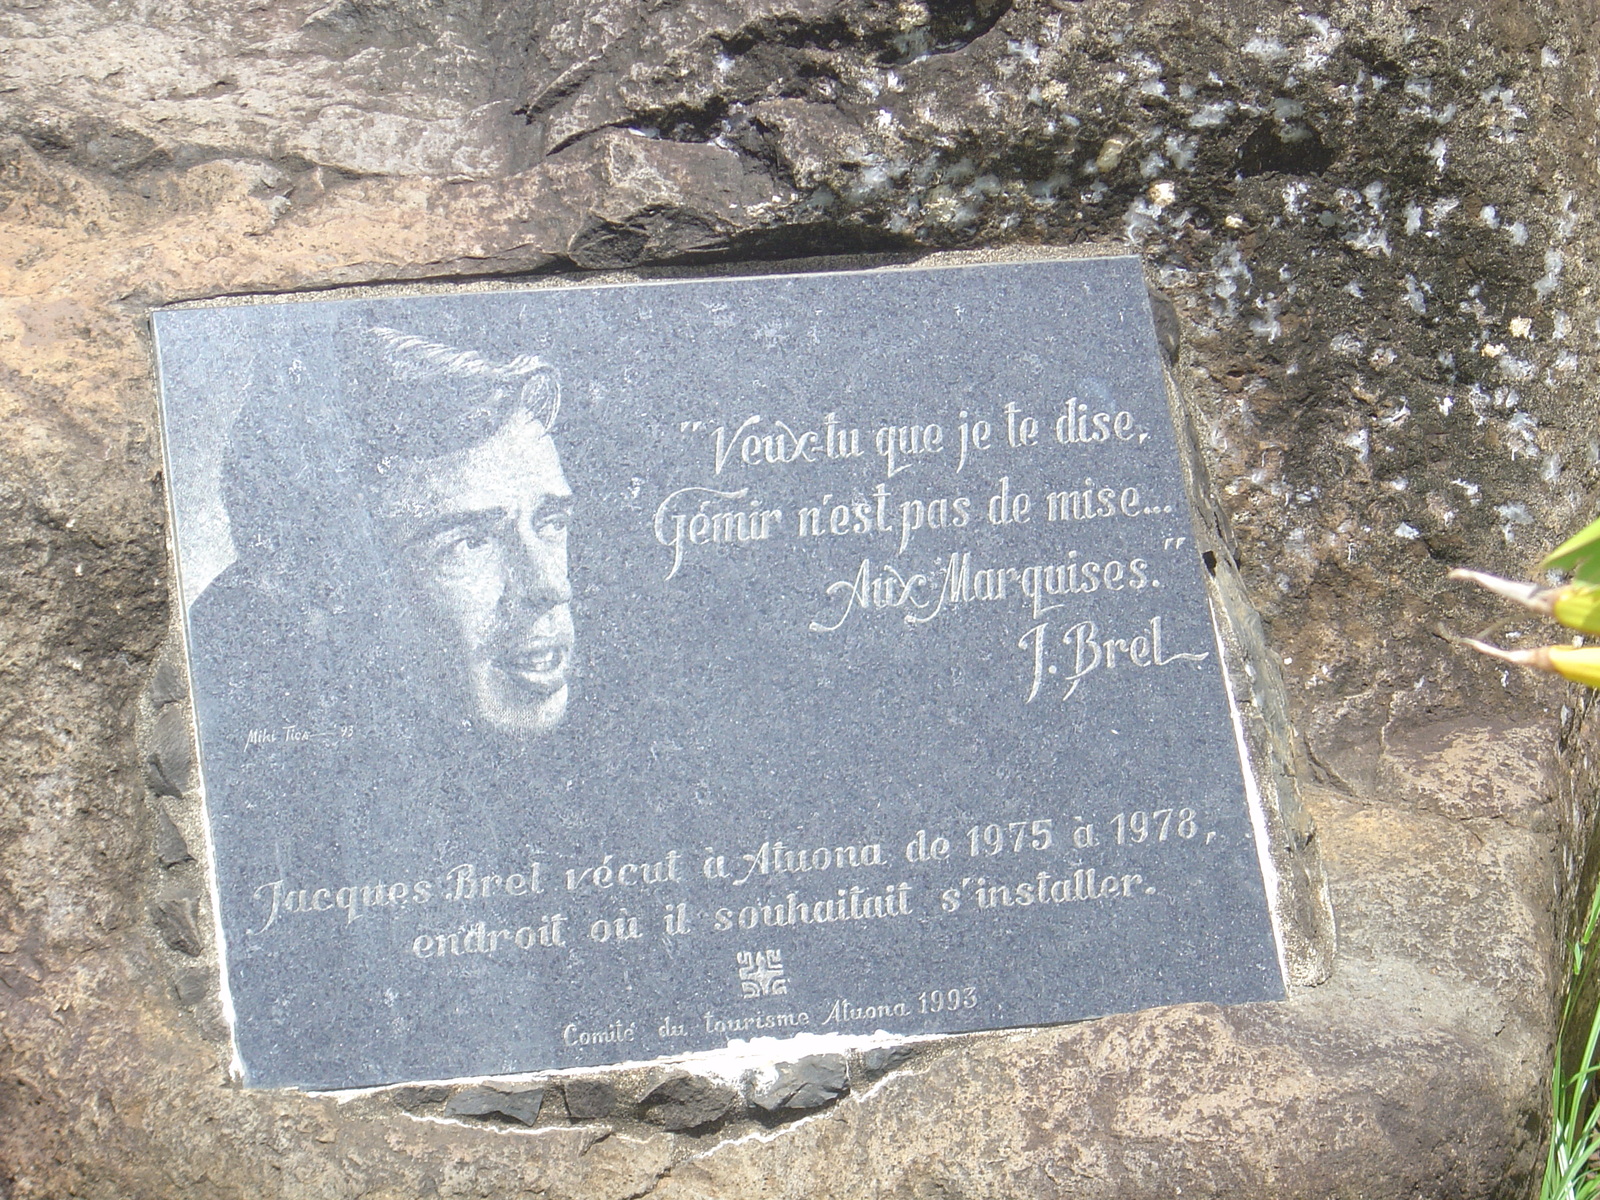 "Veux-tu que je te dise,
Gémir n'est pas de mise...
Aux Marquises."
J. Brel
Miki Tica 93
Jacques Brel vécut à Atuona de 1975 à 1978,
endroit où il souhaitait s'installer.
Comité du tourisme Atuona 1993